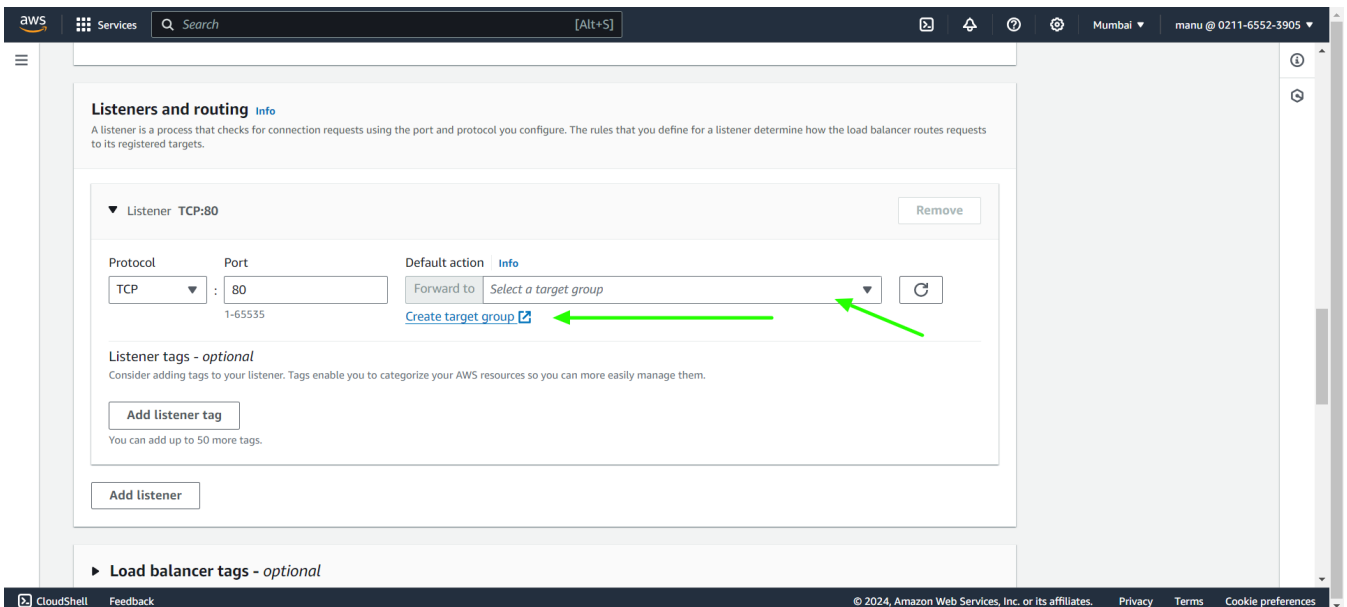 aws
Services
Search
[Alt+S]
Mumbai
manu @ 0211-6552-3905
Listeners and routing Info
A listener is a process that checks for connection requests using the port and protocol you configure. The rules that you define for a listener determine how the load balancer routes requests
to its registered targets.
Listener TCP:80
Remove
Protocol
Port
Default action
Info
TCP
:
80
Forward to
Select a target group
1-65535
Create target group
Listener tags - optional
Consider adding tags to your listener. Tags enable you to categorize your AWS resources so you can more easily manage them.
Add listener tag
You can add up to 50 more tags.
Add listener
Load balancer tags - optional
CloudShell
Feedback
© 2024, Amazon Web Services, Inc. or its affiliates.
Privacy
Terms
Cookie preferences